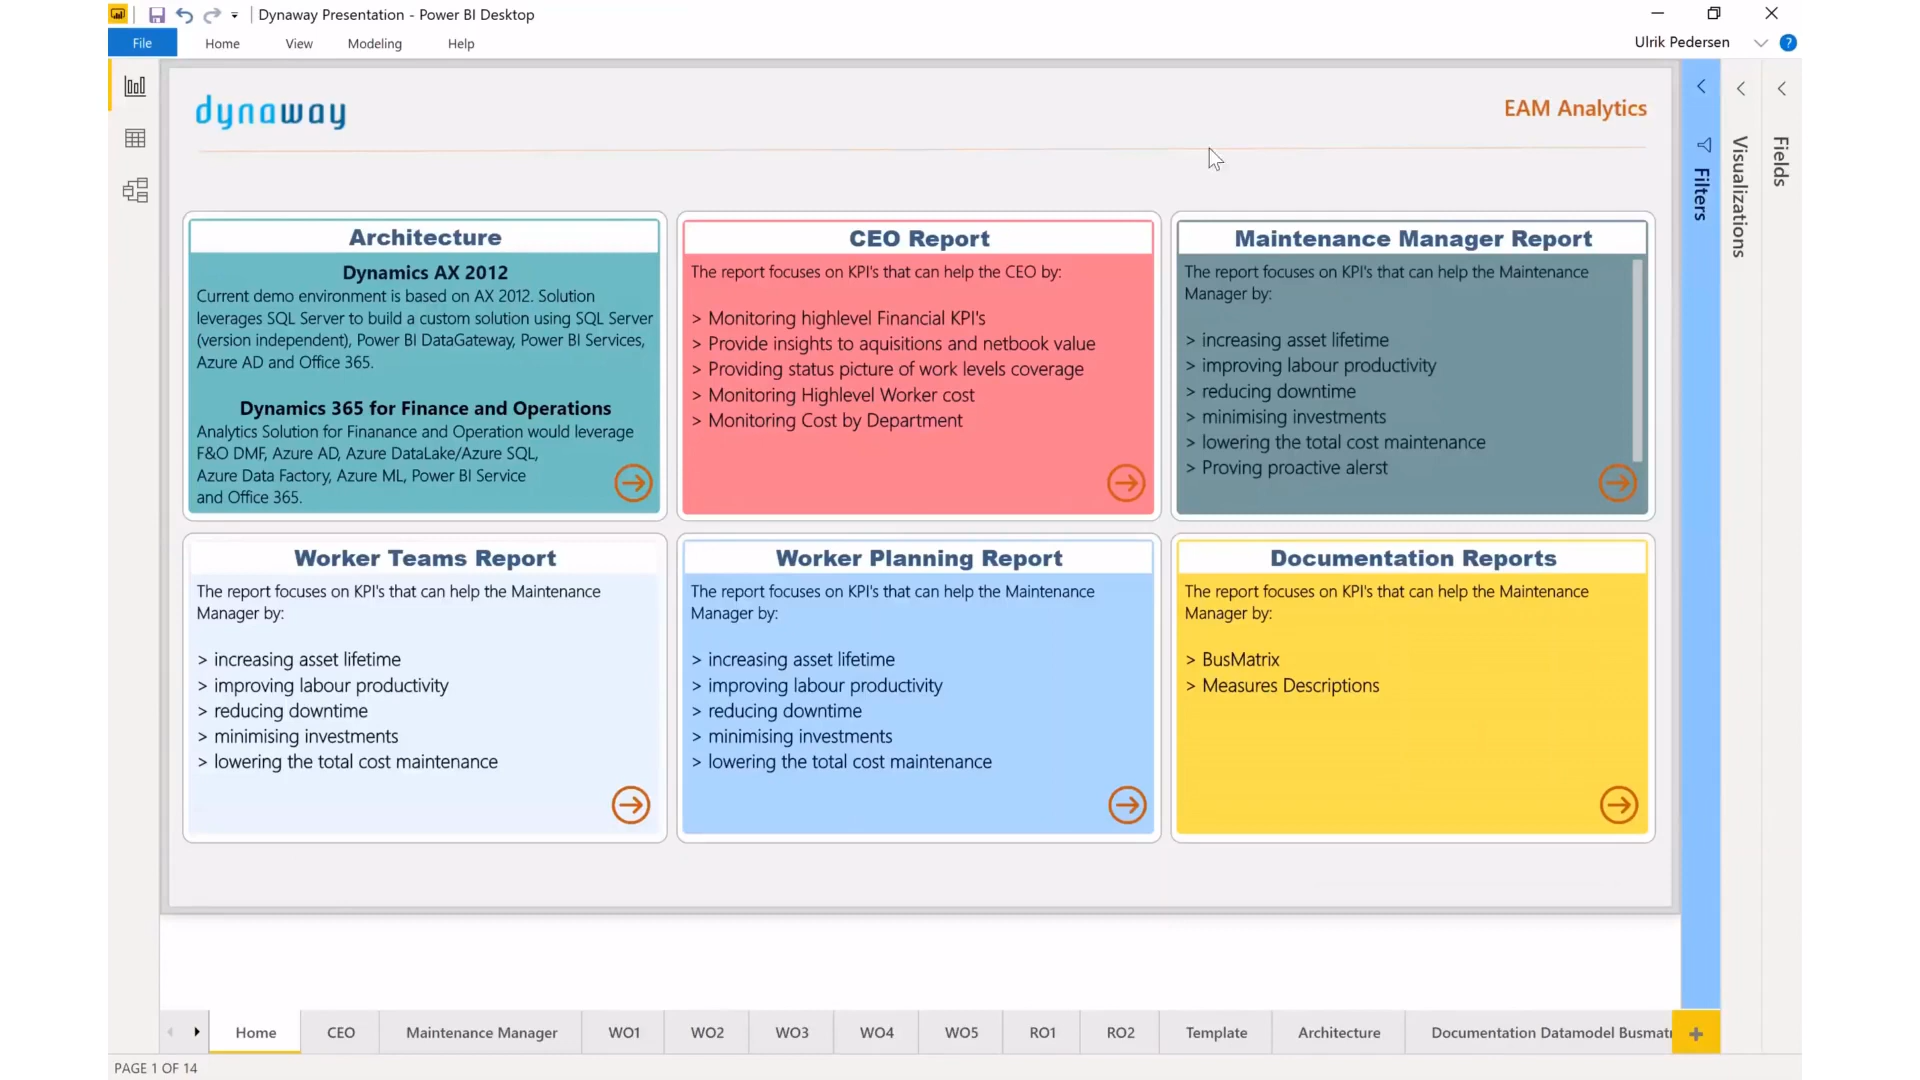 Dynaway Presentation - Power BI Desktop
File Home View Modeling Help
Ulrik Pedersen
?
dynaway
EAM Analytics
Filters
Visualizations
Fields
Architecture
Dynamics AX 2012
Current demo environment is based on AX 2012. Solution
leverages SQL Server to build a custom solution using SQL Server
(version independent), Power BI DataGateway, Power BI Services,
Azure AD and Office 365.
Dynamics 365 for Finance and Operations
Analytics Solution for Finanance and Operation would leverage
F&O DMF, Azure AD, Azure DataLake/Azure SQL,
Azure Data Factory, Azure ML, Power BI Service
and Office 365.
CEO Report
The report focuses on KPI's that can help the CEO by:
> Monitoring highlevel Financial KPI's
> Provide insights to aquisitions and netbook value
> Providing status picture of work levels coverage
> Monitoring Highlevel Worker cost
> Monitoring Cost by Department
Maintenance Manager Report
The report focuses on KPI's that can help the Maintenance
Manager by:
> increasing asset lifetime
> improving labour productivity
> reducing downtime
> minimising investments
> lowering the total cost maintenance
> Proving proactive alerst
Worker Teams Report
The report focuses on KPI's that can help the Maintenance
Manager by:
> increasing asset lifetime
> improving labour productivity
> reducing downtime
> minimising investments
> lowering the total cost maintenance
Worker Planning Report
The report focuses on KPI's that can help the Maintenance
Manager by:
> increasing asset lifetime
> improving labour productivity
> reducing downtime
> minimising investments
> lowering the total cost maintenance
Documentation Reports
The report focuses on KPI's that can help the Maintenance
Manager by:
> BusMatrix
> Measures Descriptions
Home CEO Maintenance Manager WO1 WO2 WO3 WO4 WO5 RO1 RO2 Template Architecture Documentation Datamodel Busmat
PAGE 1 OF 14